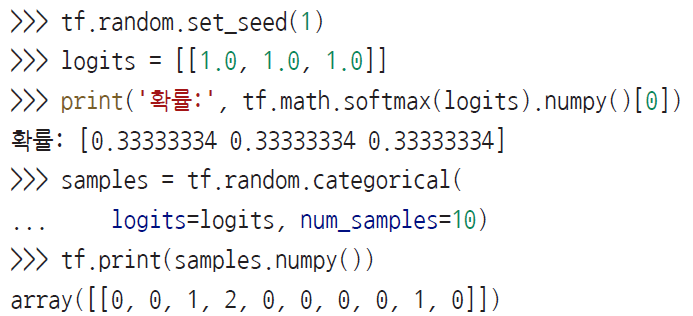 >>> tf.random.set_seed(1)
>>> logits = [[1.0, 1.0, 1.0]]
>>> print('확률:', tf.math.softmax(logits).numpy()[0])
확률: [0.33333334 0.33333334 0.33333334]
>>> samples = tf.random.categorical(
...     logits=logits, num_samples=10)
>>> tf.print(samples.numpy())
array([[0, 0, 1, 2, 0, 0, 0, 0, 1, 0]])